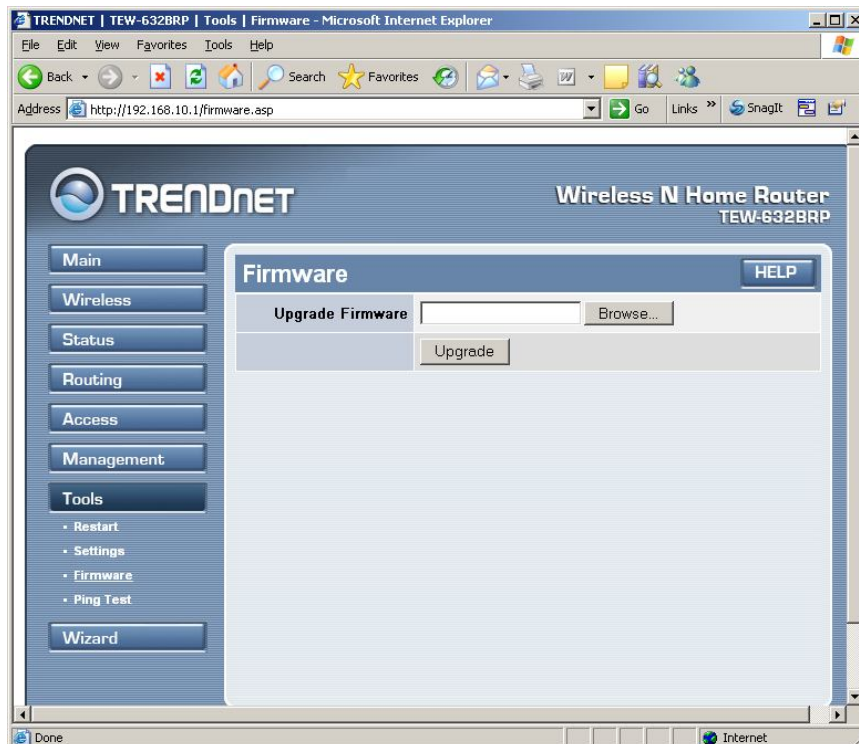 TRENDNET | TEW-632BRP | Tools | Firmware - Microsoft Internet Explorer
File Edit View Favorites Tools Help
Back Search Favorites
Address http://192.168.10.1/firmware.asp Go Links » SnagIt
TRENDNET
Wireless N Home Router
TEW-632BRP
Main
Wireless
Status
Routing
Access
Management
Tools
Restart
Settings
Firmware
Ping Test
Wizard
Firmware HELP
Upgrade Firmware Browse...
Upgrade
Done Internet